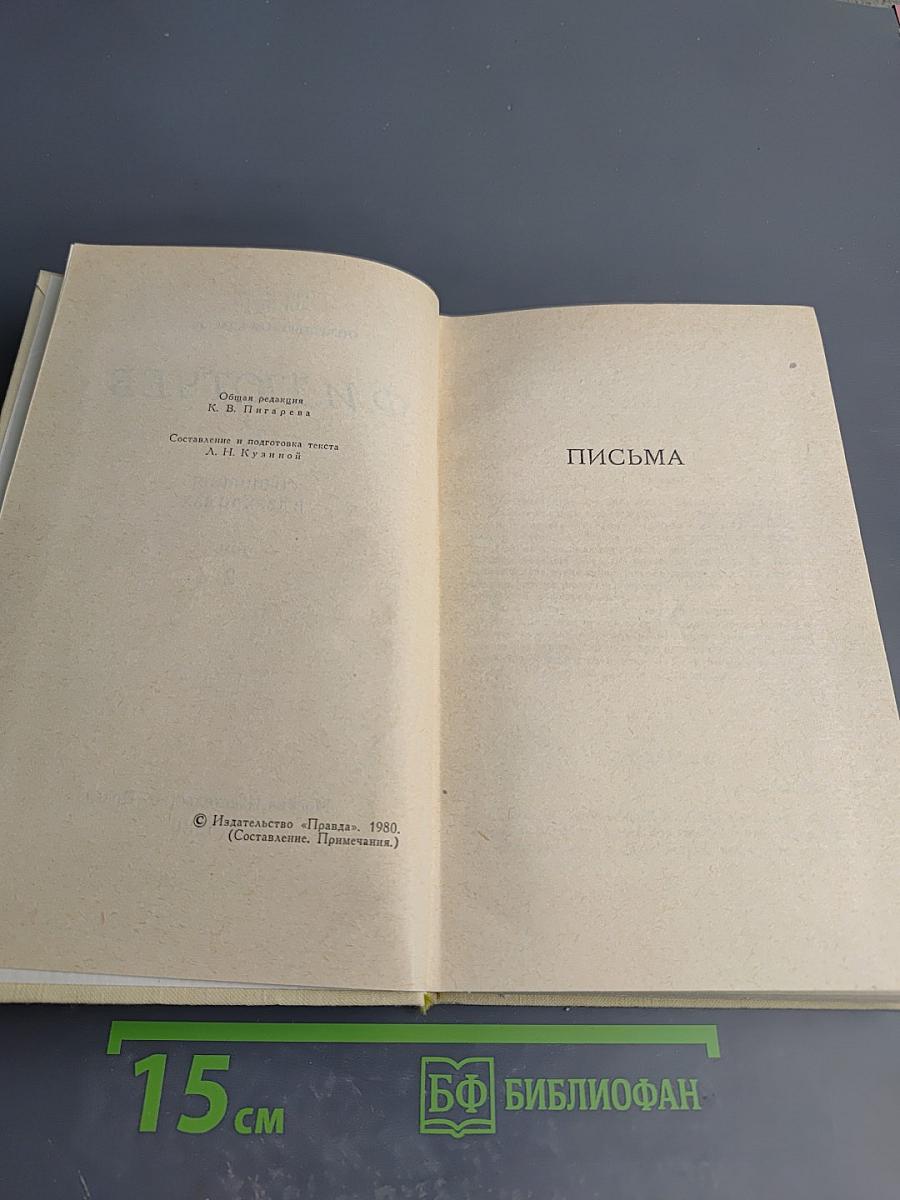 Общая редакция
К. В. Пигарева
Составление и подготовка текста
Л. Н. Кузиной
© Издательство «Правда». 1980.
(Составление. Примечания.)
ПИСЬМА
15 см
БФ БИБЛИОФАН